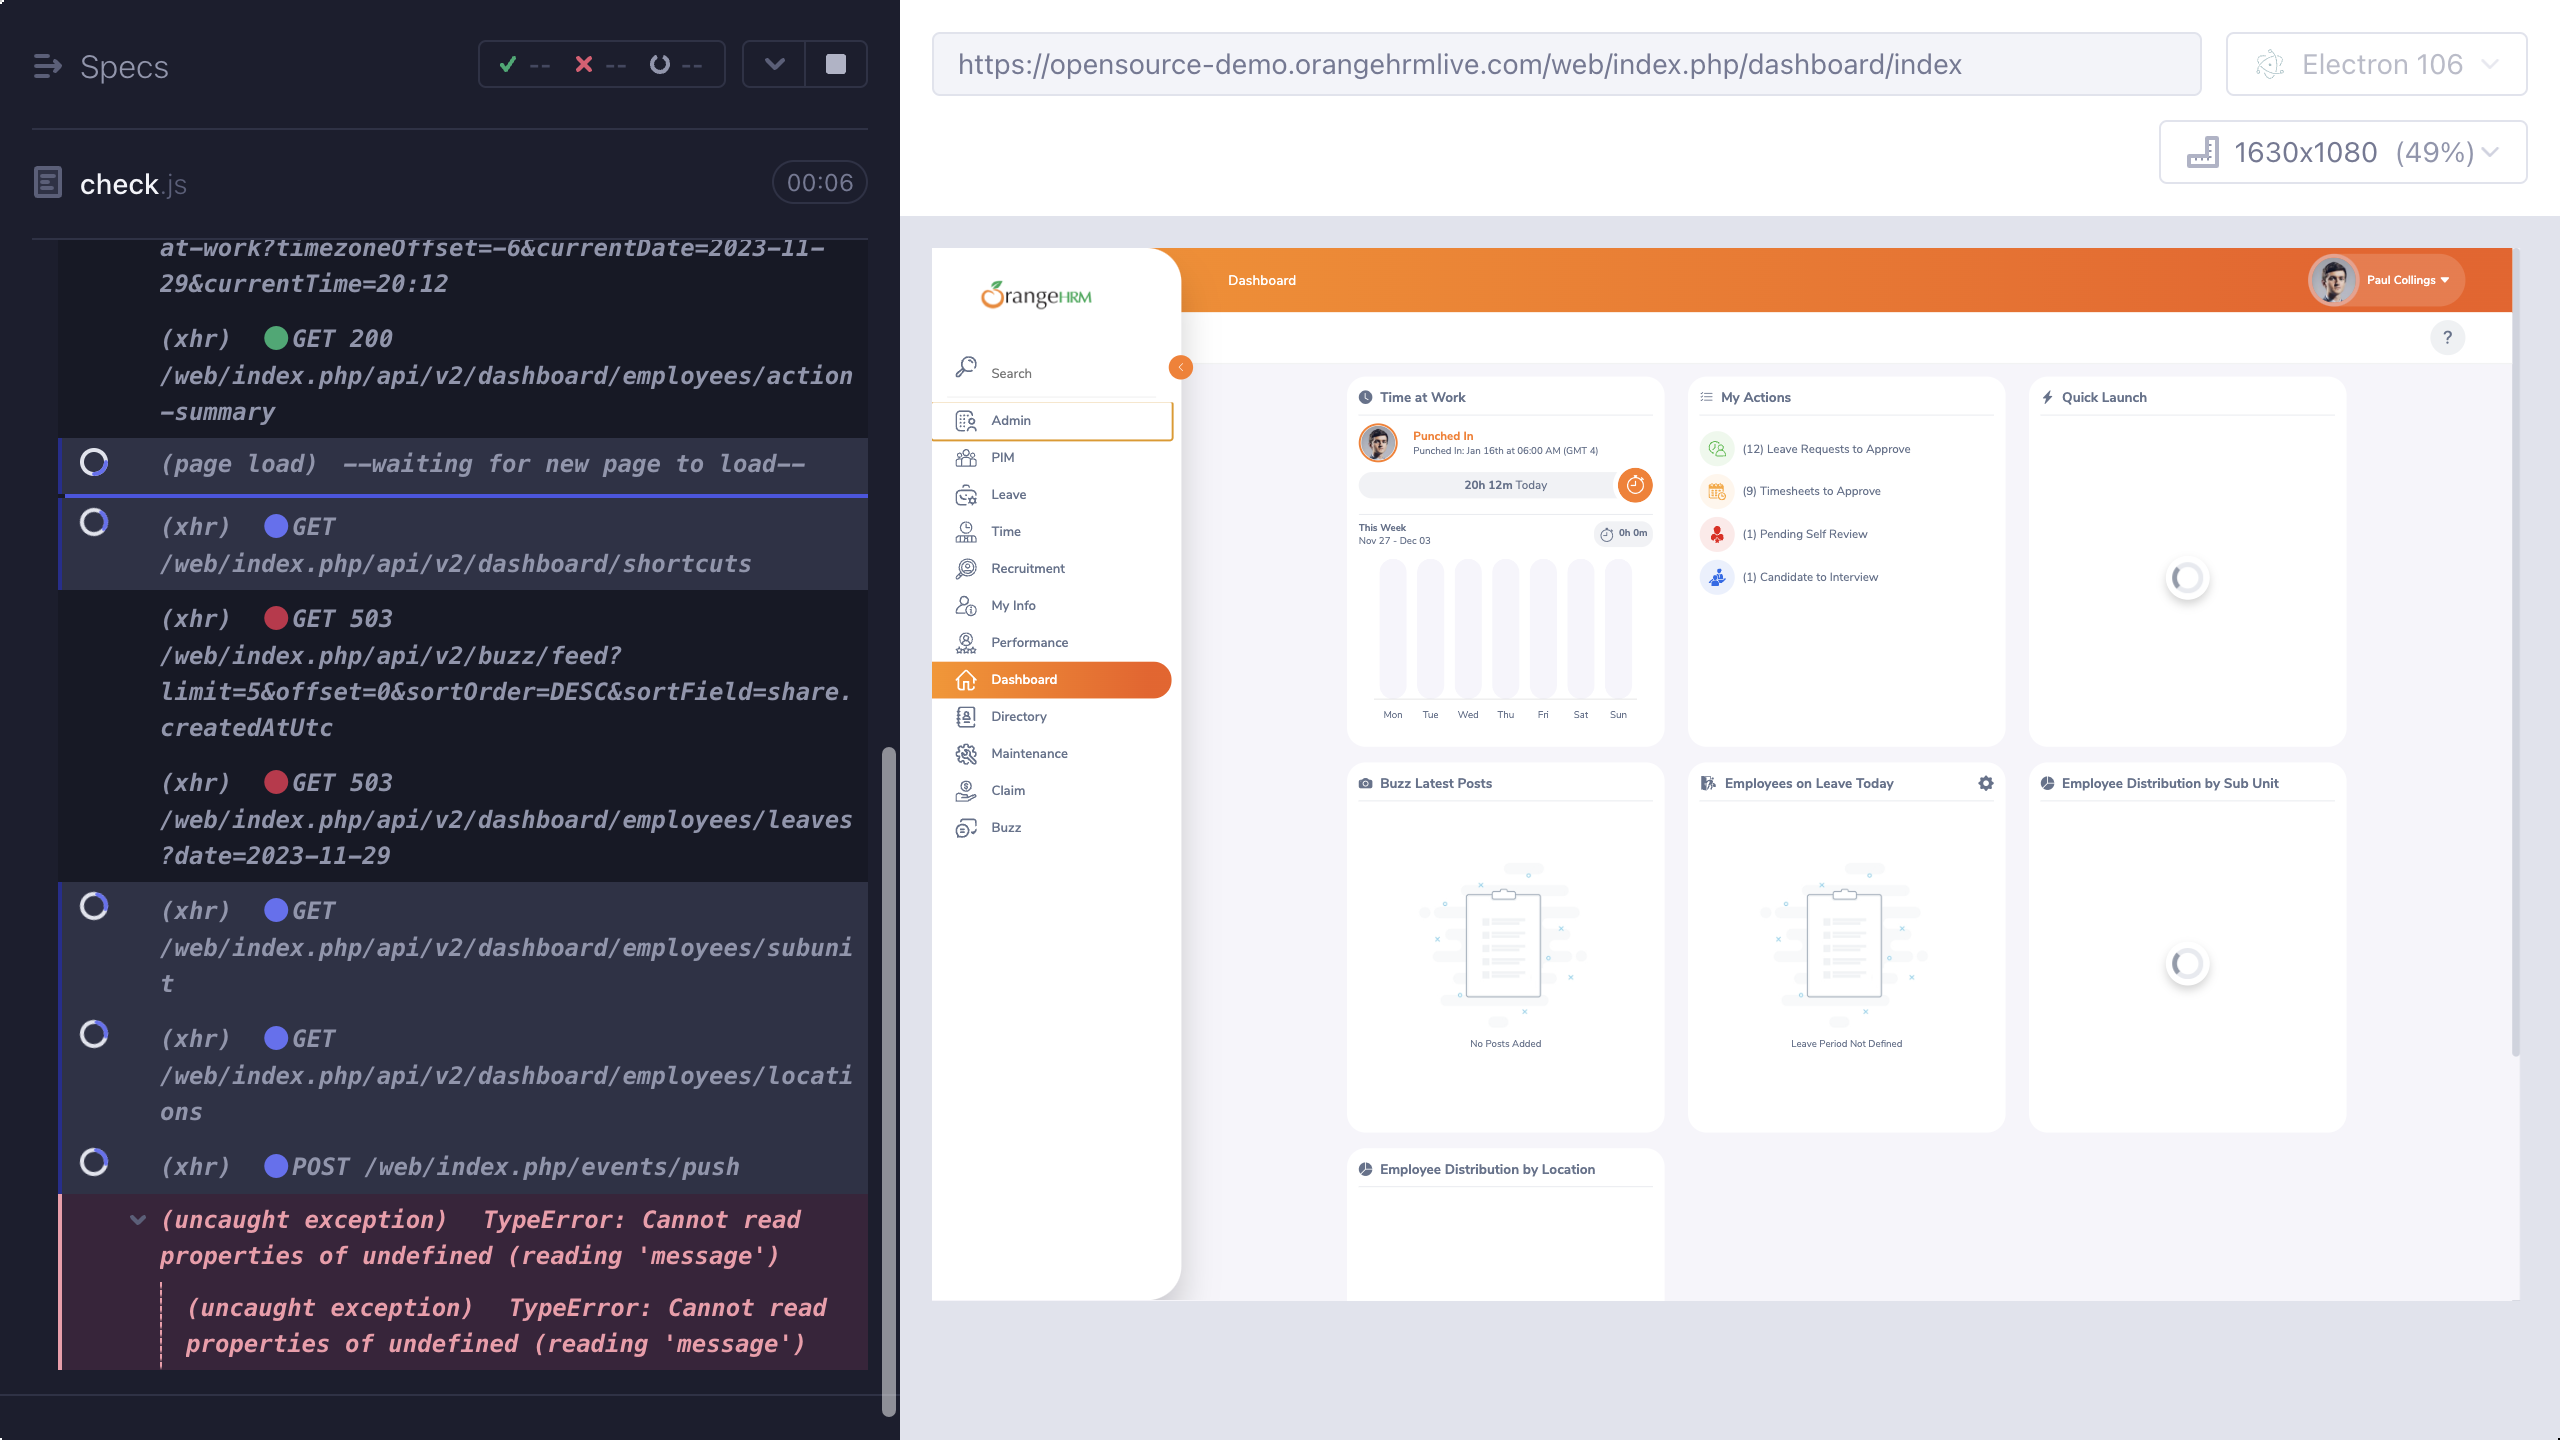 Specs
-- -- --
check.js
00:06
at-work?timezoneOffset=-6&currentDate=2023-11-
29&currentTime=20:12
(xhr) GET 200
/web/index.php/api/v2/dashboard/employees/action
-summary
(page load) --waiting for new page to load--
(xhr) GET
/web/index.php/api/v2/dashboard/shortcuts
(xhr) GET 503
/web/index.php/api/v2/buzz/feed?
limit=5&offset=0&sortOrder=DESC&sortField=share.
createdAtUtc
(xhr) GET 503
/web/index.php/api/v2/dashboard/employees/leaves
?date=2023-11-29
(xhr) GET
/web/index.php/api/v2/dashboard/employees/subuni
t
(xhr) GET
/web/index.php/api/v2/dashboard/employees/locati
ons
(xhr) POST /web/index.php/events/push
(uncaught exception) TypeError: Cannot read
properties of undefined (reading 'message')
(uncaught exception) TypeError: Cannot read
properties of undefined (reading 'message')
https://opensource-demo.orangehrmlive.com/web/index.php/dashboard/index
Electron 106
1630x1080 (49%)
OrangeHRM
Search
Admin
PIM
Leave
Time
Recruitment
My Info
Performance
Dashboard
Directory
Maintenance
Claim
Buzz
Dashboard
Paul Collings
?
Time at Work
Punched In
Punched In: Jan 16th at 06:00 AM (GMT 4)
20h 12m Today
This Week
Nov 27 - Dec 03
0h 0m
Mon Tue Wed Thu Fri Sat Sun
My Actions
(12) Leave Requests to Approve
(9) Timesheets to Approve
(1) Pending Self Review
(1) Candidate to Interview
Quick Launch
Buzz Latest Posts
No Posts Added
Employees on Leave Today
Leave Period Not Defined
Employee Distribution by Sub Unit
Employee Distribution by Location